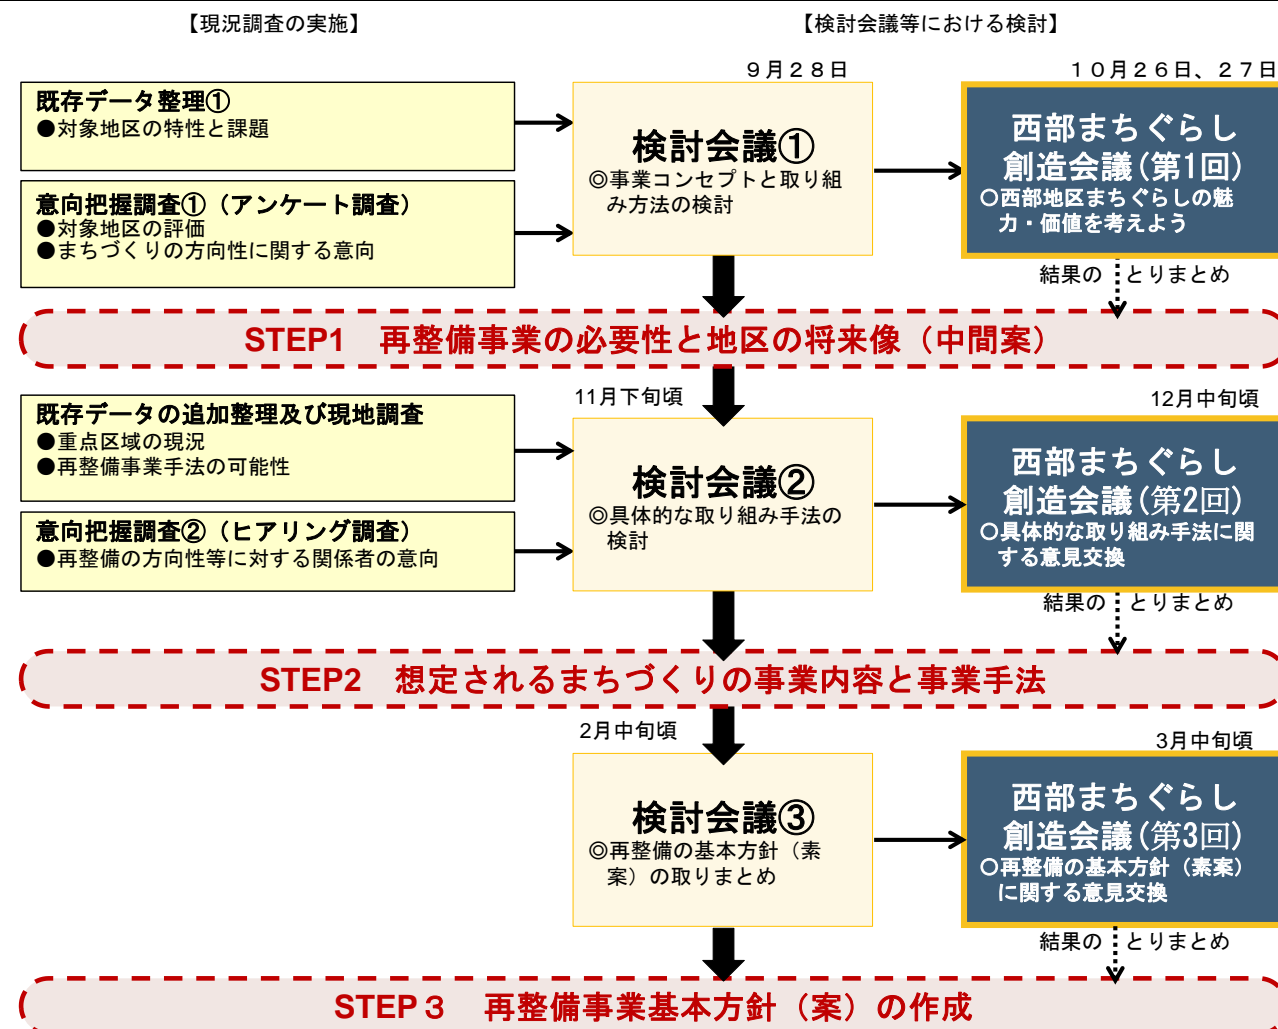 【現況調査の実施】
【検討会議等における検討】
9月28日
10月26日、27日
既存データ整理①
●対象地区の特性と課題
意向把握調査①（アンケート調査）
●対象地区の評価
●まちづくりの方向性に関する意向
検討会議①
◎事業コンセプトと取り組
み方法の検討
西部まちぐらし
創造会議（第1回）
○西部地区まちぐらしの魅
力・価値を考えよう
結果の とりまとめ
STEP1 再整備事業の必要性と地区の将来像（中間案）
11月下旬頃
12月中旬頃
既存データの追加整理及び現地調査
●重点区域の現況
●再整備事業手法の可能性
意向把握調査②（ヒアリング調査）
●再整備の方向性等に対する関係者の意向
検討会議②
◎具体的な取り組み手法の
検討
西部まちぐらし
創造会議（第2回）
○具体的な取り組み手法に関
する意見交換
結果の とりまとめ
STEP2 想定されるまちづくりの事業内容と事業手法
2月中旬頃
3月中旬頃
検討会議③
◎再整備の基本方針（素
案）の取りまとめ
西部まちぐらし
創造会議（第3回）
○再整備の基本方針（素案）
に関する意見交換
結果の とりまとめ
STEP３ 再整備事業基本方針（案）の作成